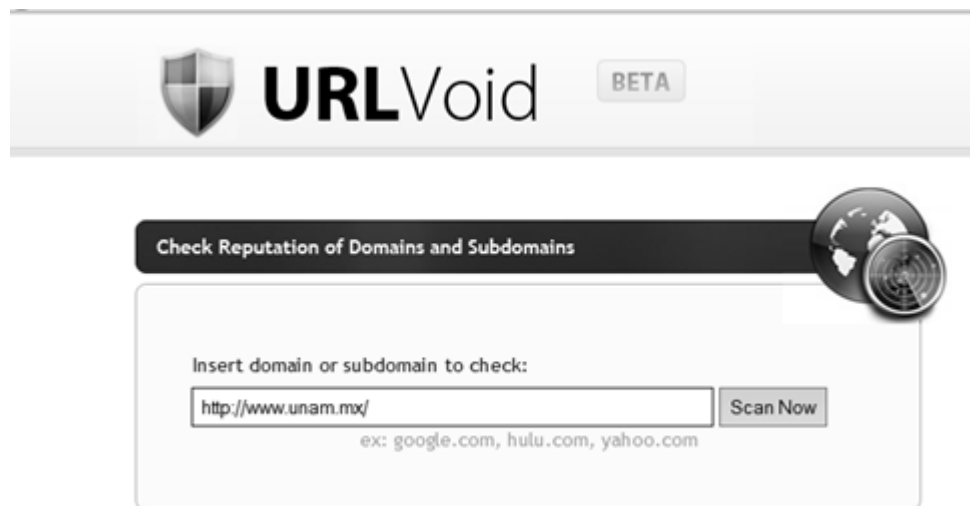 URLVoid BETA
Check Reputation of Domains and Subdomains
Insert domain or subdomain to check:
http://www.unam.mx/ Scan Now
ex: google.com, hulu.com, yahoo.com